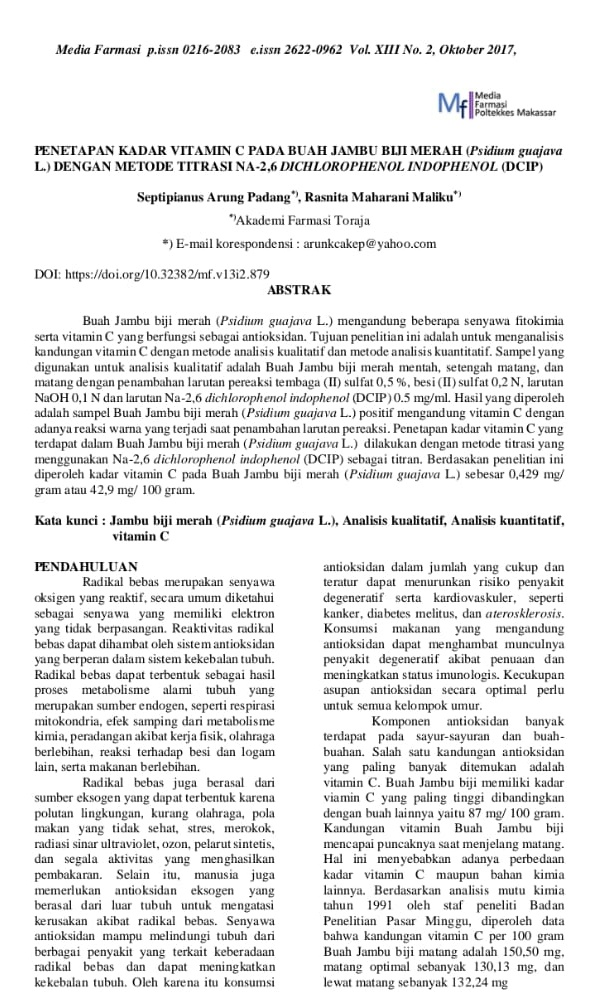 Media Farmasi p.issn 0216-2083 e.issn 2622-0962 Vol. XIII No. 2, Oktober 2017,
Mf Media
Farmasi
Poltekkes Makassar
PENETAPAN KADAR VITAMIN C PADA BUAH JAMBU BIJI MERAH (Psidium guajava
L.) DENGAN METODE TITRASI NA-2,6 DICHLOROPHENOL INDOPHENOL (DCIP)
Septipianus Arung Padang*), Rasnita Maharani Maliku*)
*)Akademi Farmasi Toraja
*) E-mail korespondensi : arunkcakep@yahoo.com
DOI: https://doi.org/10.32382/mf.v13i2.879
ABSTRAK
Buah Jambu biji merah (Psidium guajava L.) mengandung beberapa senyawa fitokimia
serta vitamin C yang berfungsi sebagai antioksidan. Tujuan penelitian ini adalah untuk menganalisis
kandungan vitamin C dengan metode analisis kualitatif dan metode analisis kuantitatif. Sampel yang
digunakan untuk analisis kualitatif adalah Buah Jambu biji merah mentah, setengah matang, dan
matang dengan penambahan larutan pereaksi tembaga (II) sulfat 0,5 %, besi (II) sulfat 0,2 N, larutan
NaOH 0,1 N dan larutan Na-2,6 dichlorophenol indophenol (DCIP) 0.5 mg/ml. Hasil yang diperoleh
adalah sampel Buah Jambu biji merah (Psidium guajava L.) positif mengandung vitamin C dengan
adanya reaksi warna yang terjadi saat penambahan larutan pereaksi. Penetapan kadar vitamin C yang
terdapat dalam Buah Jambu biji merah (Psidium guajava L.) dilakukan dengan metode titrasi yang
menggunakan Na-2,6 dichlorophenol indophenol (DCIP) sebagai titran. Berdasakan penelitian ini
diperoleh kadar vitamin C pada Buah Jambu biji merah (Psidium guajava L.) sebesar 0,429 mg/
gram atau 42,9 mg/ 100 gram.
Kata kunci : Jambu biji merah (Psidium guajava L.), Analisis kualitatif, Analisis kuantitatif,
vitamin C
PENDAHULUAN
Radikal bebas merupakan senyawa
oksigen yang reaktif, secara umum diketahui
sebagai senyawa yang memiliki elektron
yang tidak berpasangan. Reaktivitas radikal
bebas dapat dihambat oleh sistem antioksidan
yang berperan dalam sistem kekebalan tubuh.
Radikal bebas dapat terbentuk sebagai hasil
proses metabolisme alami tubuh yang
merupakan sumber endogen, seperti respirasi
mitokondria, efek samping dari metabolisme
kimia, peradangan akibat kerja fisik, olahraga
berlebihan, reaksi terhadap besi dan logam
lain, serta makanan berlebihan.
Radikal bebas juga berasal dari
sumber eksogen yang dapat terbentuk karena
polutan lingkungan, kurang olahraga, pola
makan yang tidak sehat, stres, merokok,
radiasi sinar ultraviolet, ozon, pelarut sintetis,
dan segala aktivitas yang menghasilkan
pembakaran. Selain itu, manusia juga
memerlukan antioksidan eksogen yang
berasal dari luar tubuh untuk mengatasi
kerusakan akibat radikal bebas. Senyawa
antioksidan mampu melindungi tubuh dari
berbagai penyakit yang terkait keberadaan
radikal bebas dan dapat meningkatkan
kekebalan tubuh. Oleh karena itu konsumsi
antioksidan dalam jumlah yang cukup dan
teratur dapat menurunkan risiko penyakit
degeneratif serta kardiovaskuler, seperti
kanker, diabetes melitus, dan aterosklerosis.
Konsumsi makanan yang mengandung
antioksidan dapat menghambat munculnya
penyakit degeneratif akibat penuaan dan
meningkatkan status imunologis. Kecukupan
asupan antioksidan secara optimal perlu
untuk semua kelompok umur.
Komponen antioksidan banyak
terdapat pada sayur-sayuran dan buah-
buahan. Salah satu kandungan antioksidan
yang paling banyak ditemukan adalah
vitamin C. Buah Jambu biji memiliki kadar
viamin C yang paling tinggi dibandingkan
dengan buah lainnya yaitu 87 mg/ 100 gram.
Kandungan vitamin Buah Jambu biji
mencapai puncaknya saat menjelang matang.
Hal ini menyebabkan adanya perbedaan
kadar vitamin C maupun bahan kimia
lainnya. Berdasarkan analisis mutu kimia
tahun 1991 oleh staf peneliti Badan
Penelitian Pasar Minggu, diperoleh data
bahwa kandungan vitamin C per 100 gram
Buah Jambu biji matang adalah 150,50 mg,
matang optimal sebanyak 130,13 mg, dan
lewat matang sebanyak 132,24 mg